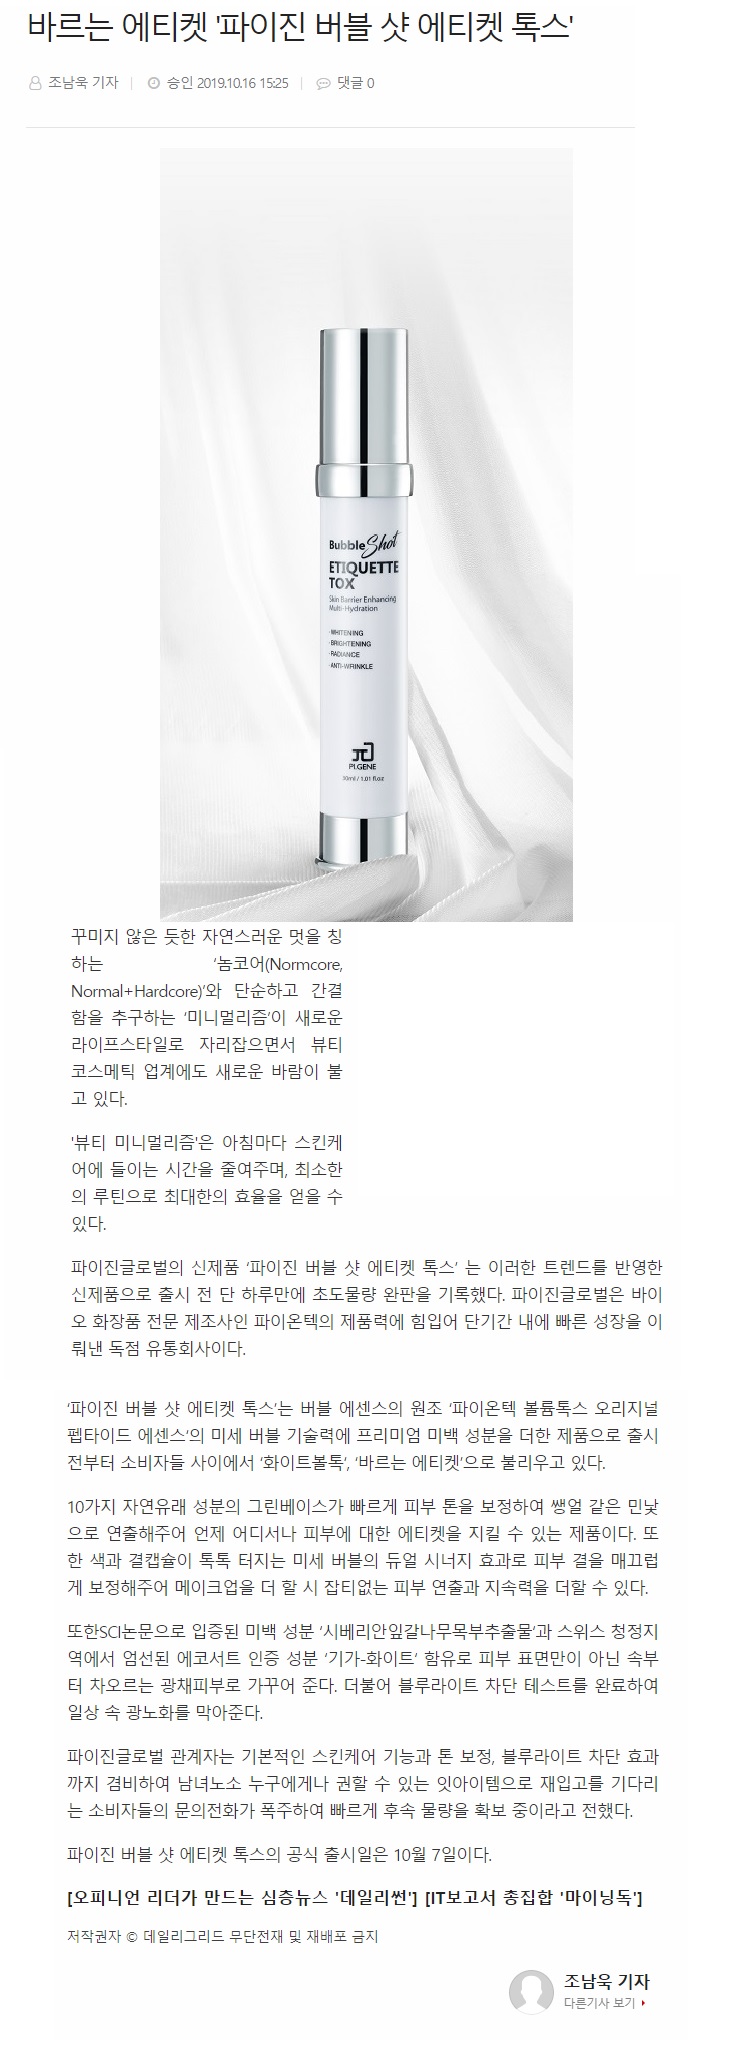 바르는 에티켓 '파이진 버블 샷 에티켓 톡스'
조남욱 기자 승인 2019.10.16 15:25 댓글 0
Bubble Shot
ETIQUETTE
TOX
Skin Barrier Enhancing
Multi-Hydration
·WHITENING
·BRIGHTENING
·RADIANCE
·ANTI-WRINKLE
PI.GENE
30ml / 1.01 fl.oz
꾸미지 않은 듯한 자연스러운 멋을 칭
하는 '놈코어(Normcore,
Normal+Hardcore)'와 단순하고 간결
함을 추구하는 '미니멀리즘'이 새로운
라이프스타일로 자리잡으면서 뷰티
코스메틱 업계에도 새로운 바람이 불
고 있다.
'뷰티 미니멀리즘'은 아침마다 스킨케
어에 들이는 시간을 줄여주며, 최소한
의 루틴으로 최대한의 효율을 얻을 수
있다.
파이진글로벌의 신제품 '파이진 버블 샷 에티켓 톡스' 는 이러한 트렌드를 반영한
신제품으로 출시 전 단 하루만에 초도물량 완판을 기록했다. 파이진글로벌은 바이
오 화장품 전문 제조사인 파이온텍의 제품력에 힘입어 단기간 내에 빠른 성장을 이
뤄낸 독점 유통회사이다.
'파이진 버블 샷 에티켓 톡스'는 버블 에센스의 원조 '파이온텍 볼륨톡스 오리지널
펩타이드 에센스'의 미세 버블 기술력에 프리미엄 미백 성분을 더한 제품으로 출시
전부터 소비자들 사이에서 '화이트볼톡', '바르는 에티켓'으로 불리우고 있다.
10가지 자연유래 성분의 그린베이스가 빠르게 피부 톤을 보정하여 쌩얼 같은 민낯
으로 연출해주어 언제 어디서나 피부에 대한 에티켓을 지킬 수 있는 제품이다. 또
한 색과 결캡슐이 톡톡 터지는 미세 버블의 듀얼 시너지 효과로 피부 결을 매끄럽
게 보정해주어 메이크업을 더 할 시 잡티없는 피부 연출과 지속력을 더할 수 있다.
또한SCI논문으로 입증된 미백 성분 '시베리안잎갈나무목부추출물'과 스위스 청정지
역에서 엄선된 에코서트 인증 성분 '기가-화이트' 함유로 피부 표면만이 아닌 속부
터 차오르는 광채피부로 가꾸어 준다. 더불어 블루라이트 차단 테스트를 완료하여
일상 속 광노화를 막아준다.
파이진글로벌 관계자는 기본적인 스킨케어 기능과 톤 보정, 블루라이트 차단 효과
까지 겸비하여 남녀노소 누구에게나 권할 수 있는 잇아이템으로 재입고를 기다리
는 소비자들의 문의전화가 폭주하여 빠르게 후속 물량을 확보 중이라고 전했다.
파이진 버블 샷 에티켓 톡스의 공식 출시일은 10월 7일이다.
[오피니언 리더가 만드는 심층뉴스 '데일리썬'] [IT보고서 총집합 '마이닝독']
저작권자 © 데일리그리드 무단전재 및 재배포 금지
조남욱 기자
다른기사 보기